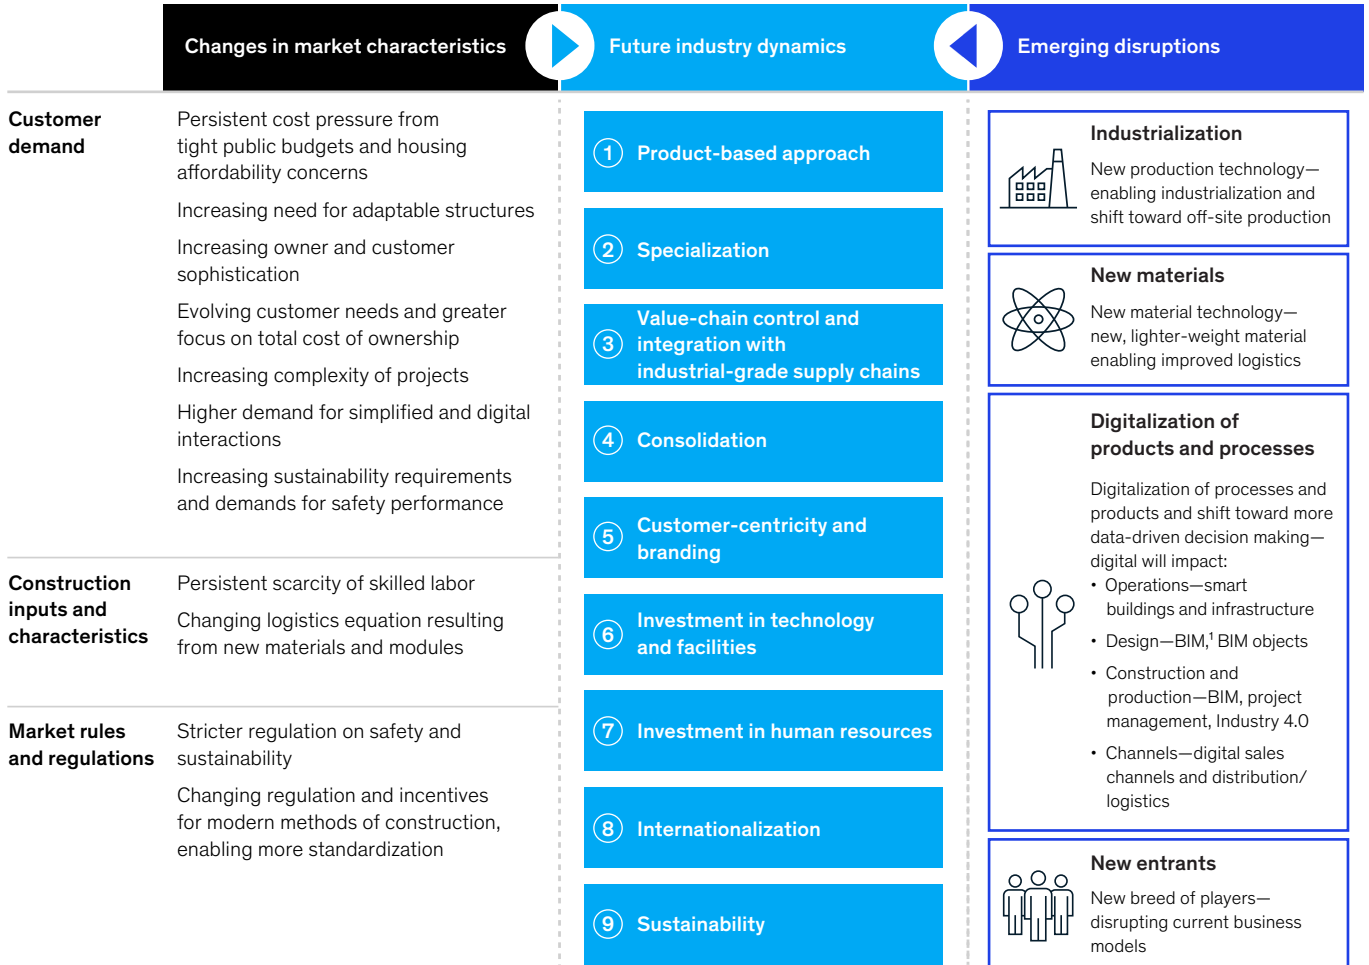 Changes in market characteristics
Future industry dynamics
Emerging disruptions
Customer
demand
Persistent cost pressure from
tight public budgets and housing
affordability concerns
Increasing need for adaptable structures
Increasing owner and customer
sophistication
Evolving customer needs and greater
focus on total cost of ownership
Increasing complexity of projects
Higher demand for simplified and digital
interactions
Increasing sustainability requirements
and demands for safety performance
Construction
inputs and
characteristics
Persistent scarcity of skilled labor
Changing logistics equation resulting
from new materials and modules
Market rules
and regulations
Stricter regulation on safety and
sustainability
Changing regulation and incentives
for modern methods of construction,
enabling more standardization
1 Product-based approach
2 Specialization
3 Value-chain control and
integration with
industrial-grade supply chains
4 Consolidation
5 Customer-centricity and
branding
6 Investment in technology
and facilities
7 Investment in human resources
8 Internationalization
9 Sustainability
Industrialization
New production technology—
enabling industrialization and
shift toward off-site production
New materials
New material technology—
new, lighter-weight material
enabling improved logistics
Digitalization of
products and processes
Digitalization of processes and
products and shift toward more
data-driven decision making—
digital will impact:
• Operations—smart
buildings and infrastructure
• Design—BIM,¹ BIM objects
• Construction and
production—BIM, project
management, Industry 4.0
• Channels—digital sales
channels and distribution/
logistics
New entrants
New breed of players—
disrupting current business
models